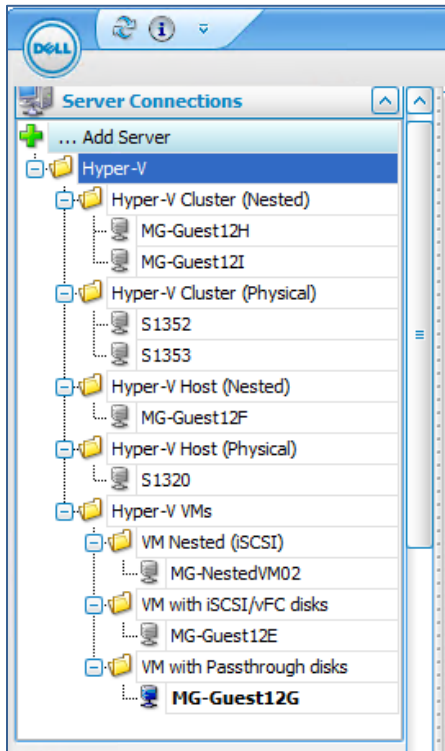 DELL
Server Connections
... Add Server
Hyper-V
Hyper-V Cluster (Nested)
MG-Guest12H
MG-Guest12I
Hyper-V Cluster (Physical)
S1352
S1353
Hyper-V Host (Nested)
MG-Guest12F
Hyper-V Host (Physical)
S1320
Hyper-V VMs
VM Nested (iSCSI)
MG-NestedVM02
VM with iSCSI/vFC disks
MG-Guest12E
VM with Passthrough disks
MG-Guest12G